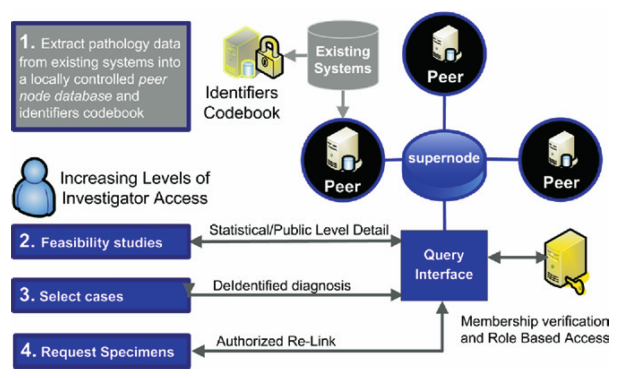 1. Extract pathology data
from existing systems into
a locally controlled peer
node database and
identifiers codebook
Identifiers
Codebook
Existing
Systems
Peer
Peer
supernode
Peer
Increasing Levels of
Investigator Access
2. Feasibility studies
Statistical/Public Level Detail
Query
Interface
3. Select cases
DeIdentified diagnosis
Membership verification
and Role Based Access
4. Request Specimens
Authorized Re-Link